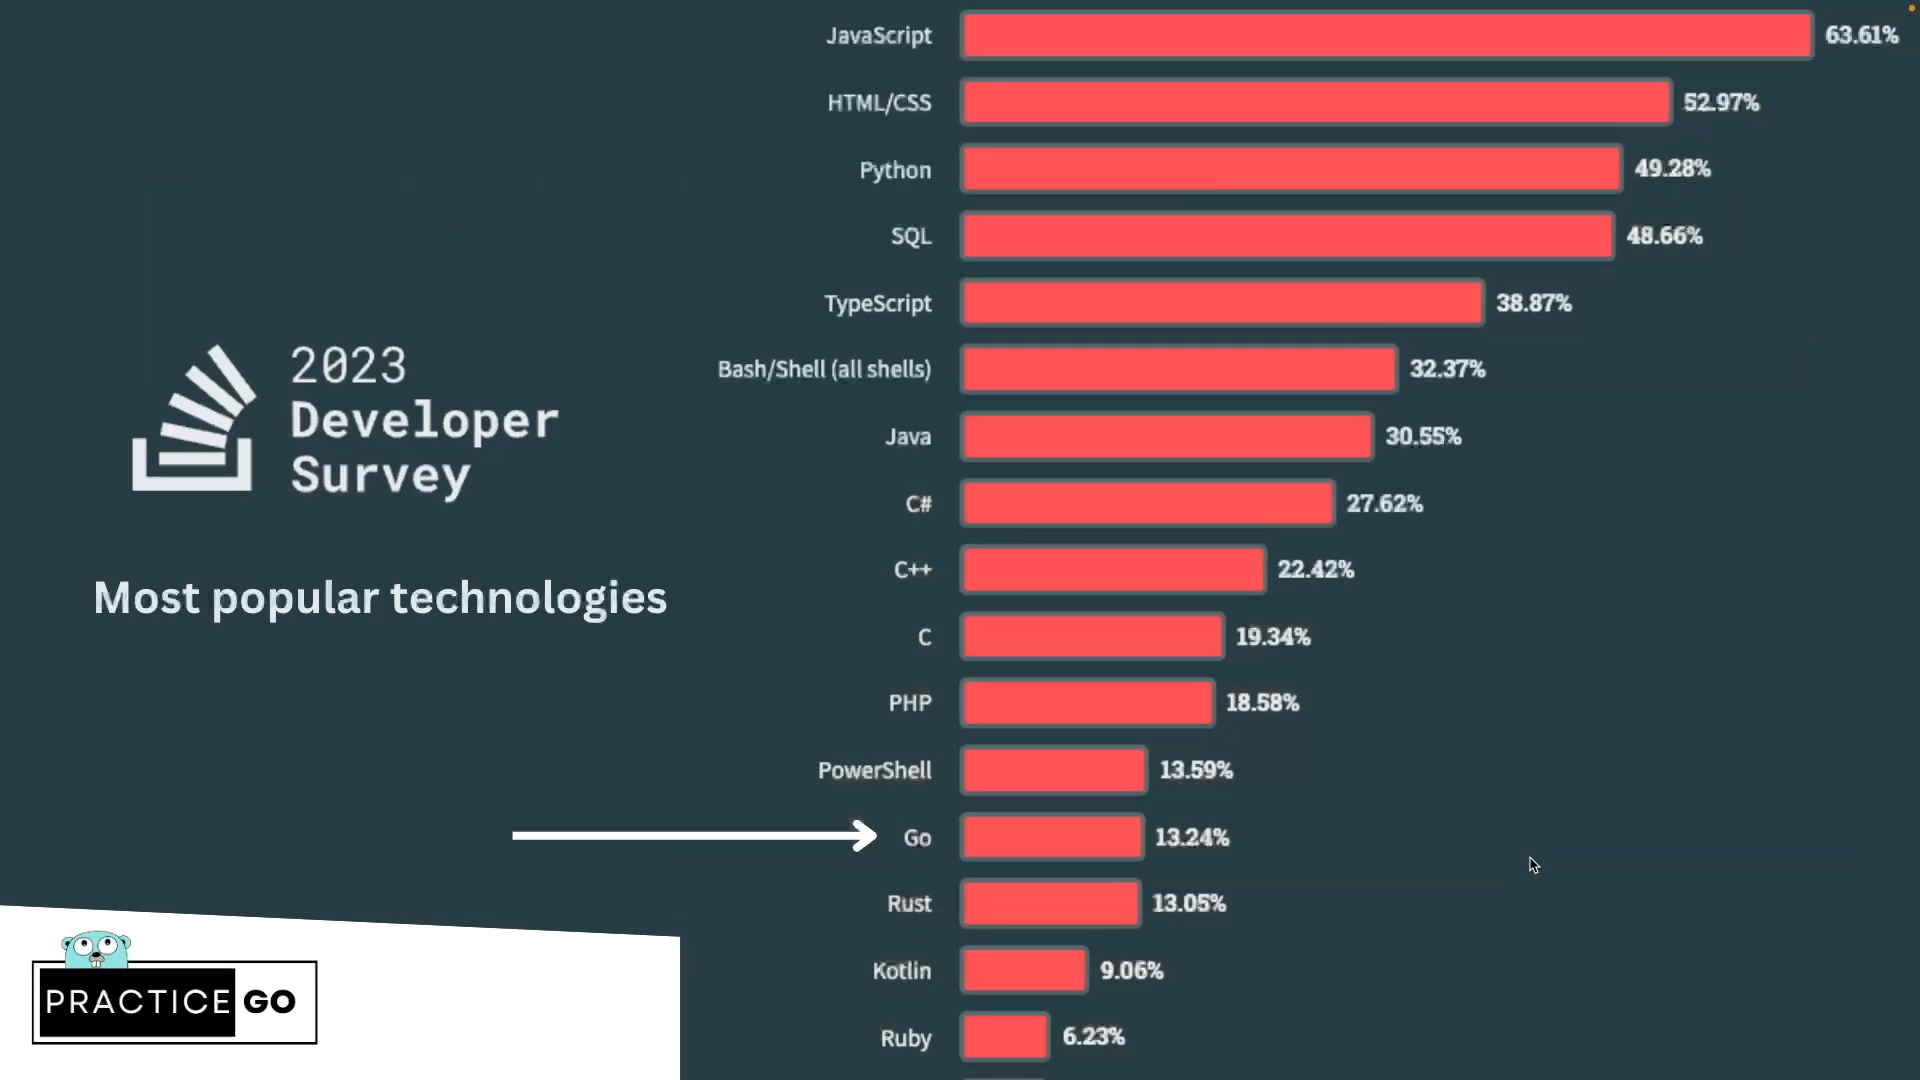 2023
Developer
Survey
Most popular technologies
JavaScript 63.61%
HTML/CSS 52.97%
Python 49.28%
SQL 48.66%
TypeScript 38.87%
Bash/Shell (all shells) 32.37%
Java 30.55%
C# 27.62%
C++ 22.42%
C 19.34%
PHP 18.58%
PowerShell 13.59%
Go 13.24%
Rust 13.05%
Kotlin 9.06%
Ruby 6.23%
PRACTICE GO